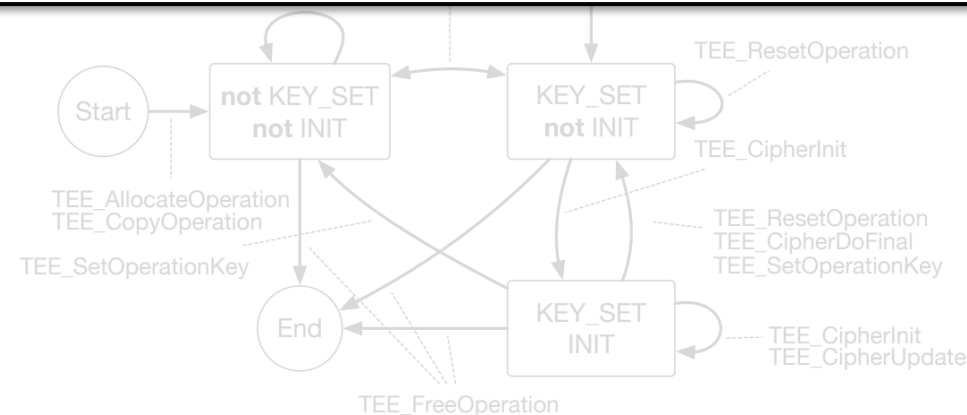 TEE_ResetOperation
Start
not KEY_SET
not INIT
KEY_SET
not INIT
TEE_CipherInit
TEE_AllocateOperation
TEE_CopyOperation
TEE_ResetOperation
TEE_CipherDoFinal
TEE_SetOperationKey
TEE_SetOperationKey
End
KEY_SET
INIT
TEE_CipherInit
TEE_CipherUpdate
TEE_FreeOperation